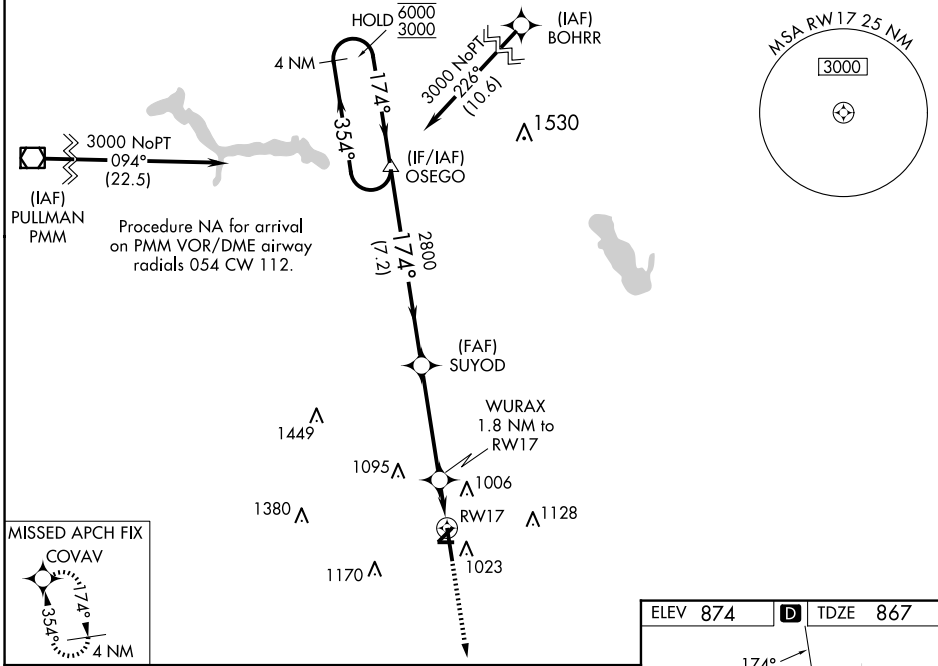 HOLD 6000
3000
4 NM
174°
354°
(IAF)
BOHRR
3000 NoPT
226°
(10.6)
1530
MSA RW17 25 NM
3000
3000 NoPT
094°
(22.5)
(IAF)
PULLMAN
PMM
(IF/IAF)
OSEGO
Procedure NA for arrival
on PMM VOR/DME airway
radials 054 CW 112.
2800
174°
(7.2)
(FAF)
SUYOD
WURAX
1.8 NM to
RW17
1449
1095
1006
1380
RW17
1128
1023
1170
MISSED APCH FIX
COVAV
174°
354°
4 NM
ELEV 874
D
TDZE 867
174°